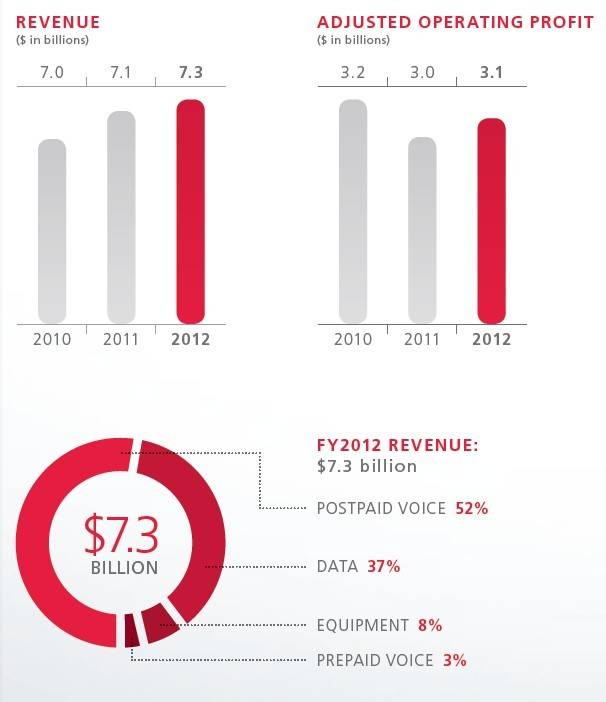 REVENUE
($ in billions)
7.0 7.1 7.3
2010 2011 2012
ADJUSTED OPERATING PROFIT
($ in billions)
3.2 3.0 3.1
2010 2011 2012
$7.3
BILLION
FY2012 REVENUE:
$7.3 billion
POSTPAID VOICE 52%
DATA 37%
EQUIPMENT 8%
PREPAID VOICE 3%